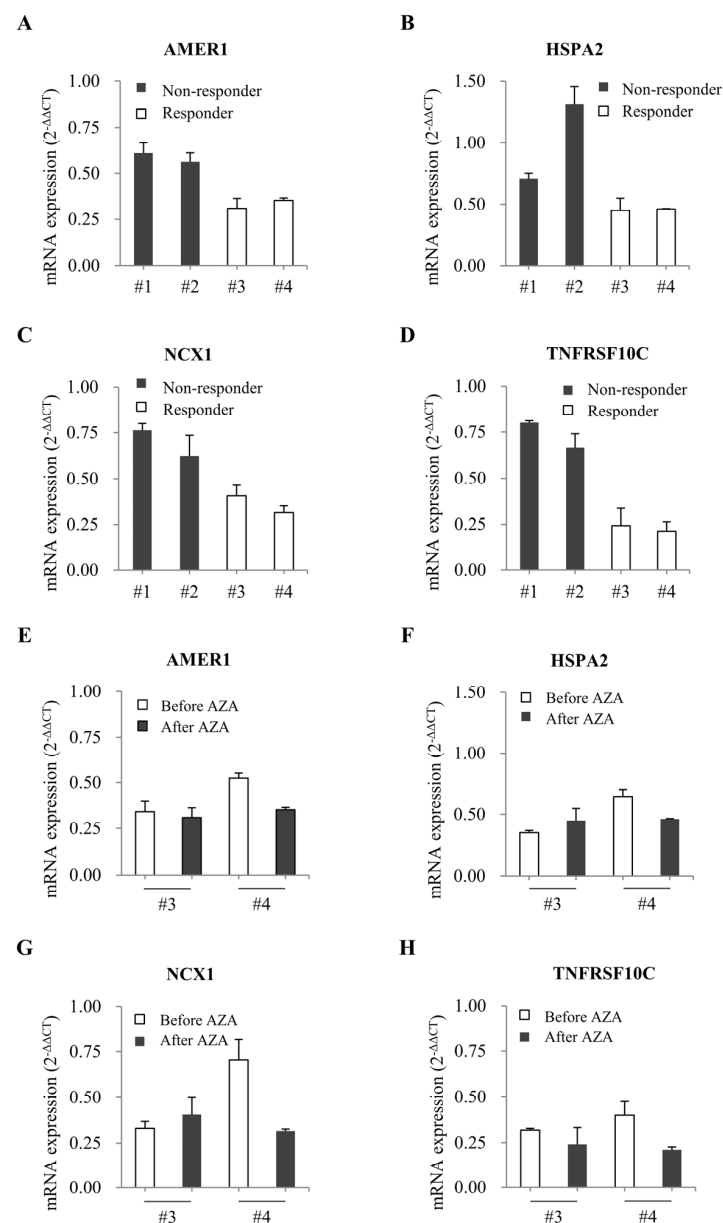 A
AMER1
mRNA expression (2-ΔΔCT)
1.00
0.75
0.50
0.25
0.00
Non-responder
Responder
#1 #2 #3 #4
B
HSPA2
mRNA expression (2-ΔΔCT)
1.50
1.00
0.50
0.00
Non-responder
Responder
#1 #2 #3 #4
C
NCX1
mRNA expression (2-ΔΔCT)
1.00
0.75
0.50
0.25
0.00
Non-responder
Responder
#1 #2 #3 #4
D
TNFRSF10C
mRNA expression (2-ΔΔCT)
1.00
0.75
0.50
0.25
0.00
Non-responder
Responder
#1 #2 #3 #4
E
AMER1
mRNA expression (2-ΔΔCT)
1.00
0.75
0.50
0.25
0.00
Before AZA
After AZA
#3 #4
F
HSPA2
mRNA expression (2-ΔΔCT)
1.50
1.00
0.50
0.00
Before AZA
After AZA
#3 #4
G
NCX1
mRNA expression (2-ΔΔCT)
1.00
0.75
0.50
0.25
0.00
Before AZA
After AZA
#3 #4
H
TNFRSF10C
mRNA expression (2-ΔΔCT)
1.00
0.75
0.50
0.25
0.00
Before AZA
After AZA
#3 #4